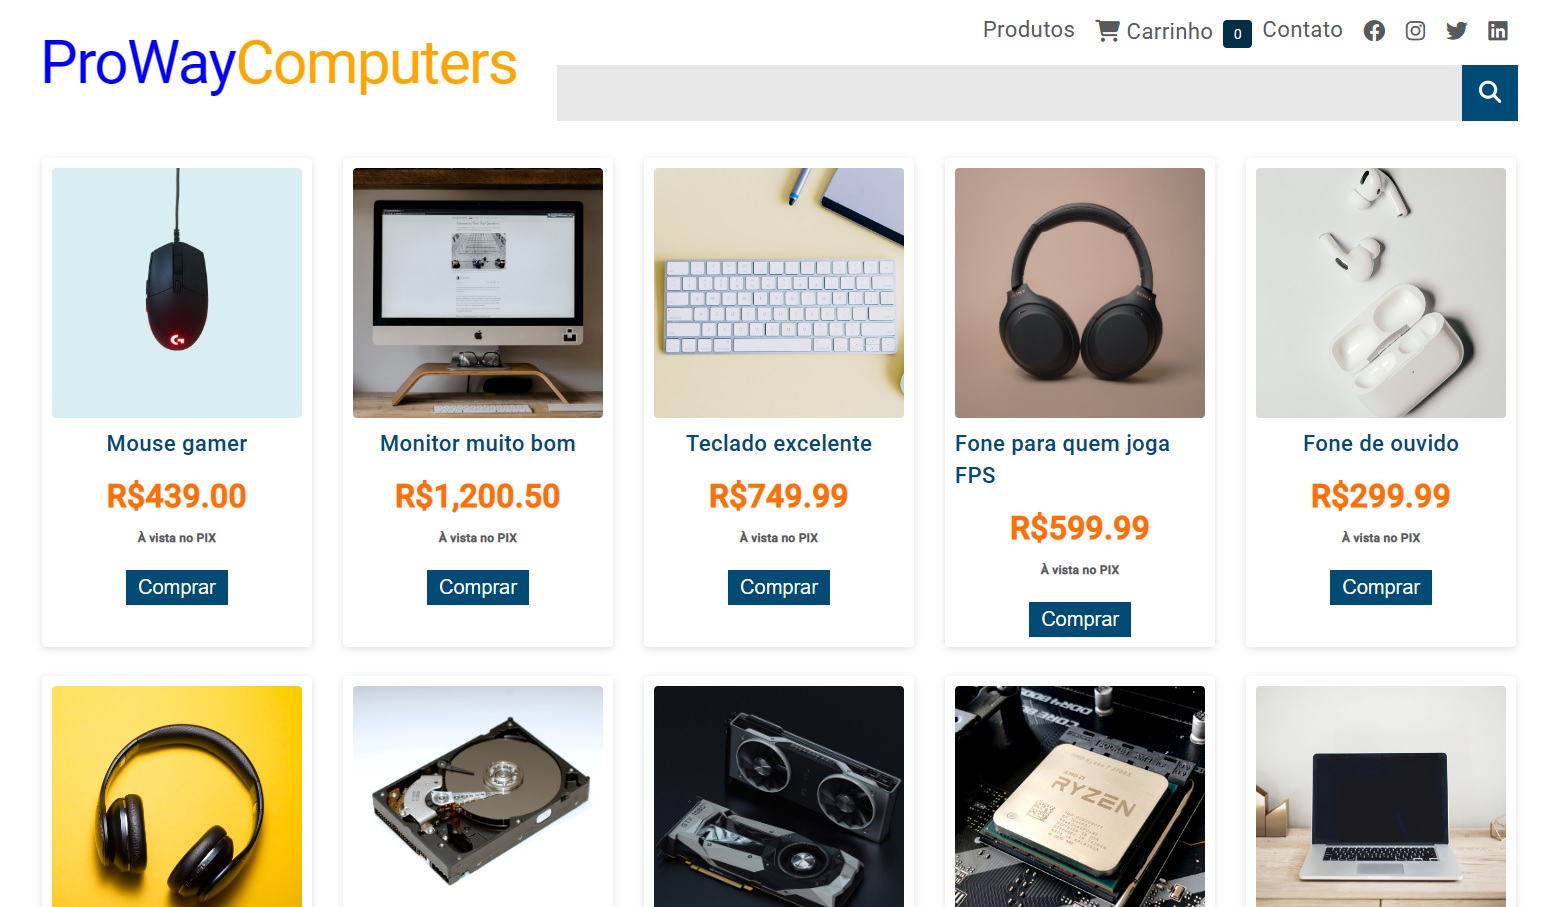 Produtos Carrinho 0 Contato
ProWayComputers
Mouse gamer
R$439.00
À vista no PIX
Comprar
Monitor muito bom
R$1,200.50
À vista no PIX
Comprar
Teclado excelente
R$749.99
À vista no PIX
Comprar
Fone para quem joga
FPS
R$599.99
À vista no PIX
Comprar
Fone de ouvido
R$299.99
À vista no PIX
Comprar
RYZEN